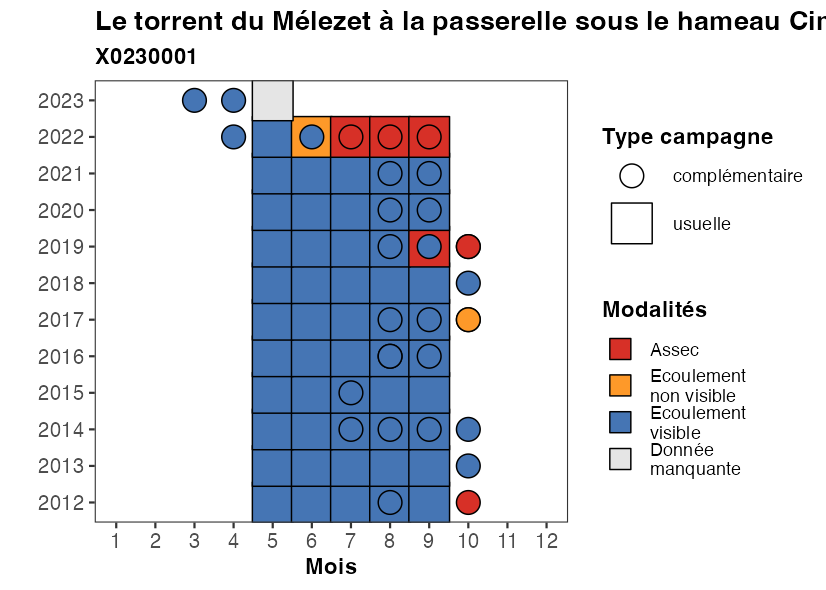 Le torrent du Mélezet à la passerelle sous le hameau
X0230001
2023
2022
2021
2020
2019
2018
2017
2016
2015
2014
2013
2012
1 2 3 4 5 6 7 8 9 10 11 12
Mois
Type campagne
complémentaire
usuelle
Modalités
Assec
Ecoulement
non visible
Ecoulement
visible
Donnée
manquante